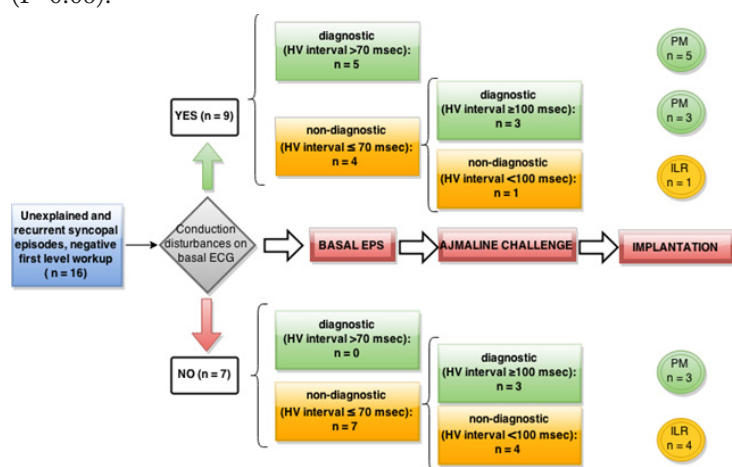 diagnostic
(HV interval >70 msec):
n = 5
PM
n = 5
YES (n = 9)
diagnostic
(HV interval ≥100 msec):
n = 3
PM
n = 3
non-diagnostic
(HV interval ≤ 70 msec):
n = 4
non-diagnostic
(HV interval <100 msec):
n = 1
ILR
n = 1
Unexplained and
recurrent syncopal
episodes, negative
first level workup
( n = 16)
Conduction
disturbances on
basal ECG
BASAL EPS
AJMALINE CHALLENGE
IMPLANTATION
diagnostic
(HV interval >70 msec):
n = 0
NO (n = 7)
diagnostic
(HV interval ≥100 msec):
n = 3
PM
n = 3
non-diagnostic
(HV interval ≤ 70 msec):
n = 7
non-diagnostic
(HV interval <100 msec):
n = 4
ILR
n = 4